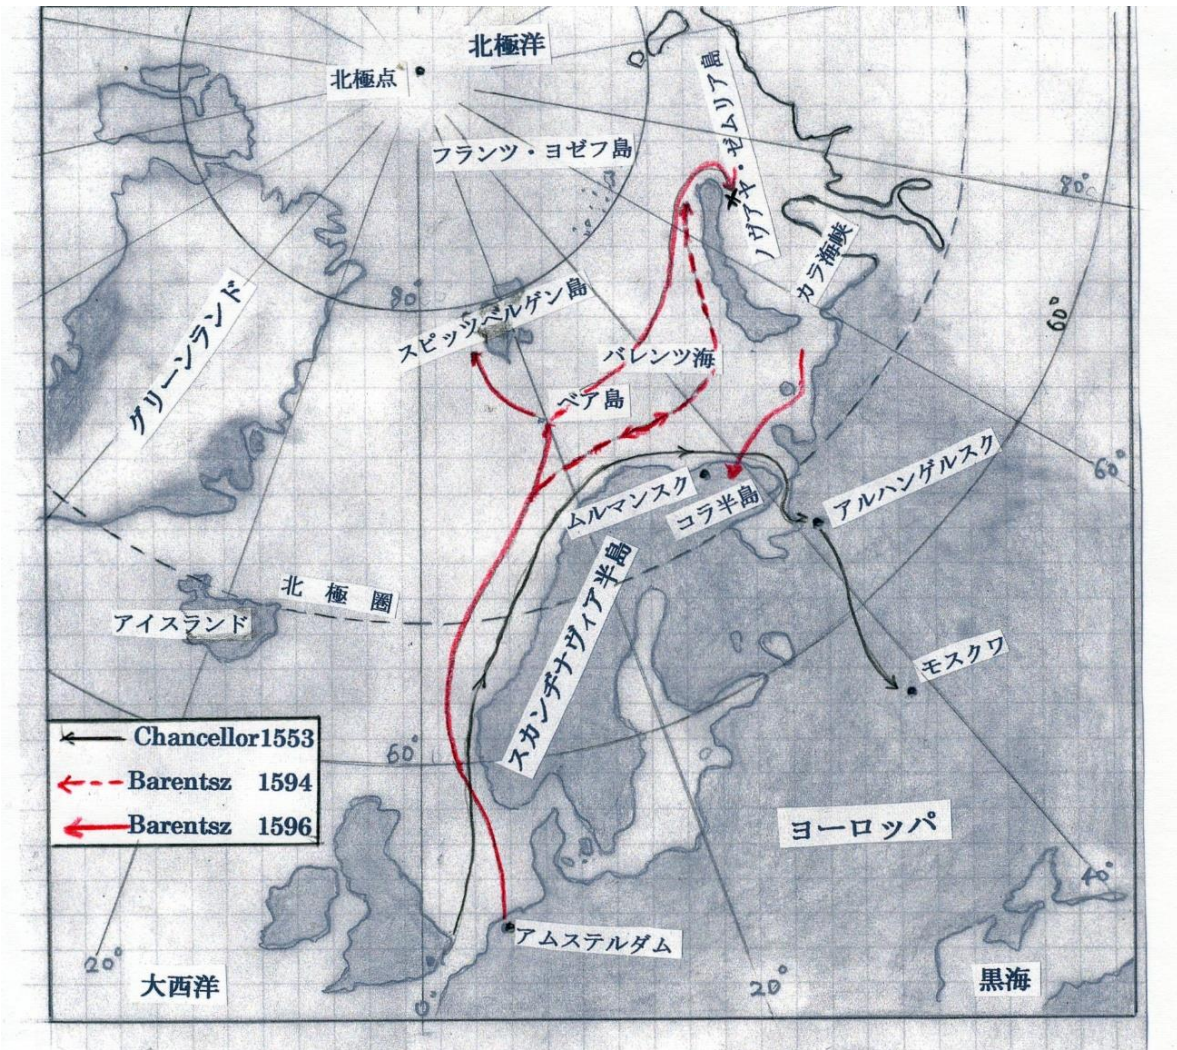 北極洋
北極点
フランツ・ヨゼフ島
ノヴアヤ・ゼムリア島
80°
カラ海峡
60°
80°
スピッツベルゲン島
グリーンランド
バレンツ海
ベア島
60°
ムルマンスク
コラ半島
アルハンゲルスク
北極圏
アイスランド
スカンヂナヴィア半島
モスクワ
Chancellor1553
Barentsz 1594
Barentsz 1596
60°
ヨーロッパ
40°
アムステルダム
20°
大西洋
0°
20°
黒海